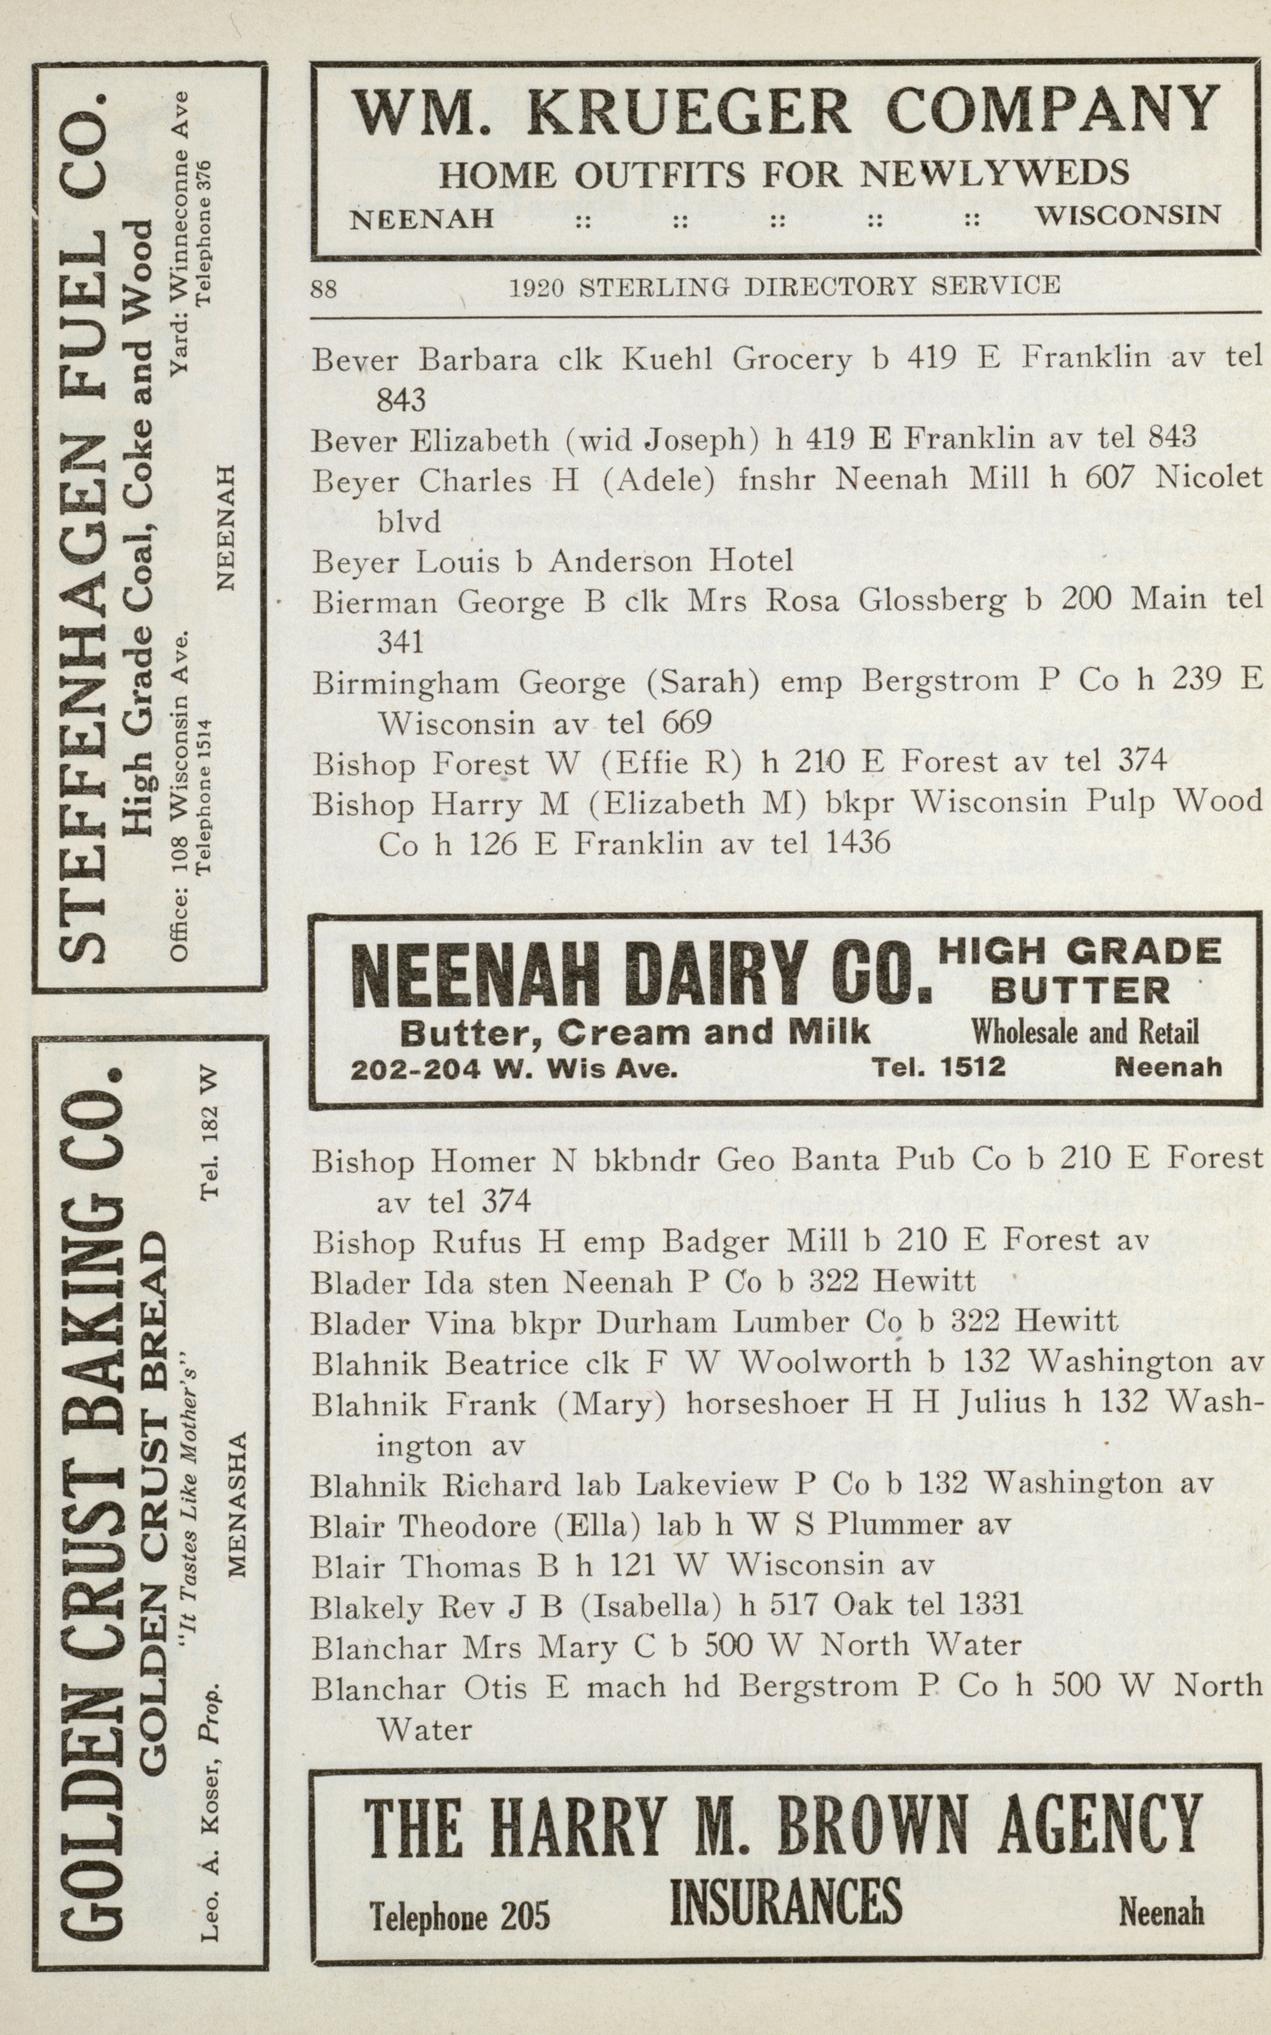 WM. KRUEGER COMPANY
HOME OUTFITS FOR NEWLYWEDS
NEENAH :: :: :: :: :: WISCONSIN
88 1920 STERLING DIRECTORY SERVICE
Bever Barbara clk Kuehl Grocery b 419 E Franklin av tel
843
Bever Elizabeth (wid Joseph) h 419 E Franklin av tel 843
Beyer Charles H (Adele) fnshr Neenah Mill h 607 Nicolet
blvd
Beyer Louis b Anderson Hotel
Bierman George B clk Mrs Rosa Glossberg b 200 Main tel
341
Birmingham George (Sarah) emp Bergstrom P Co h 239 E
Wisconsin av tel 669
Bishop Forest W (Effie R) h 210 E Forest av tel 374
Bishop Harry M (Elizabeth M) bkpr Wisconsin Pulp Wood
Co h 126 E Franklin av tel 1436
NEENAH DAIRY CO. HIGH GRADE
BUTTER
Butter, Cream and Milk Wholesale and Retail
202-204 W. Wis Ave. Tel. 1512 Neenah
Bishop Homer N bkbndr Geo Banta Pub Co b 210 E Forest
av tel 374
Bishop Rufus H emp Badger Mill b 210 E Forest av
Blader Ida sten Neenah P Co b 322 Hewitt
Blader Vina bkpr Durham Lumber Co b 322 Hewitt
Blahnik Beatrice clk F W Woolworth b 132 Washington av
Blahnik Frank (Mary) horseshoer H H Julius h 132 Wash-
ington av
Blahnik Richard lab Lakeview P Co b 132 Washington av
Blair Theodore (Ella) lab h W S Plummer av
Blair Thomas B h 121 W Wisconsin av
Blakely Rev J B (Isabella) h 517 Oak tel 1331
Blanchar Mrs Mary C b 500 W North Water
Blanchar Otis E mach hd Bergstrom P Co h 500 W North
Water
THE HARRY M. BROWN AGENCY
Telephone 205 INSURANCES Neenah
STEFFENHAGEN FUEL CO.
High Grade Coal, Coke and Wood
Office: 108 Wisconsin Ave. Yard: Winneconne Ave
Telephone 1514 Telephone 376
NEENAH
GOLDEN CRUST BAKING CO.
GOLDEN CRUST BREAD
"It Tastes Like Mother's"
Leo. A. Koser, Prop. Tel. 182 W
MENASHA